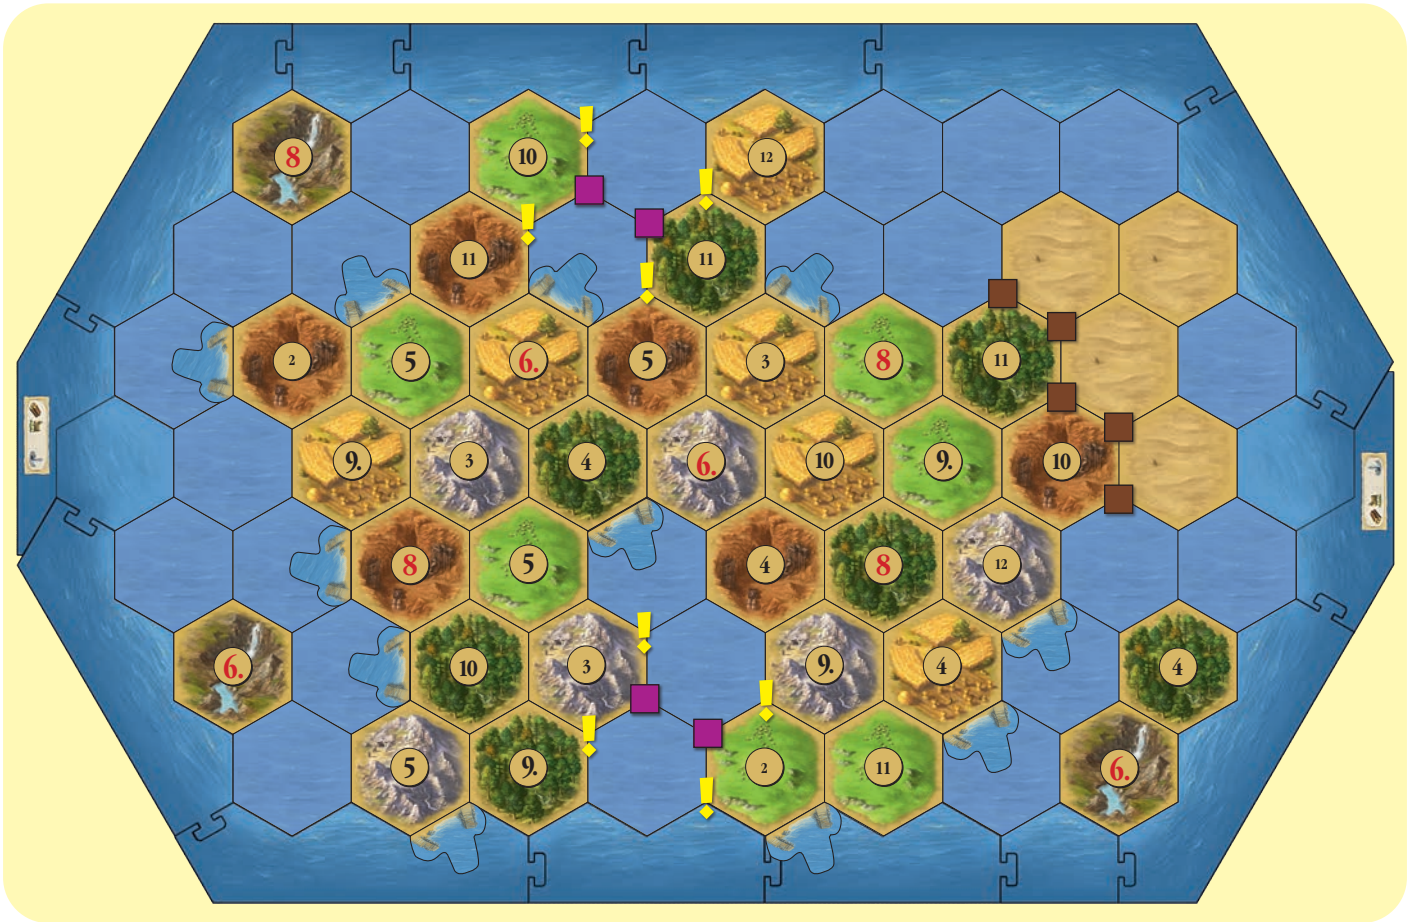 8 ! 10 ! 12
! 11 ! 11
2 5 6. 5 3 8 11
9. 3 4 6. 10 9. 10
8 5 4 8 12
6. 10 3 ! 9. 4 4
5 9. ! ! 2 11 6.
!